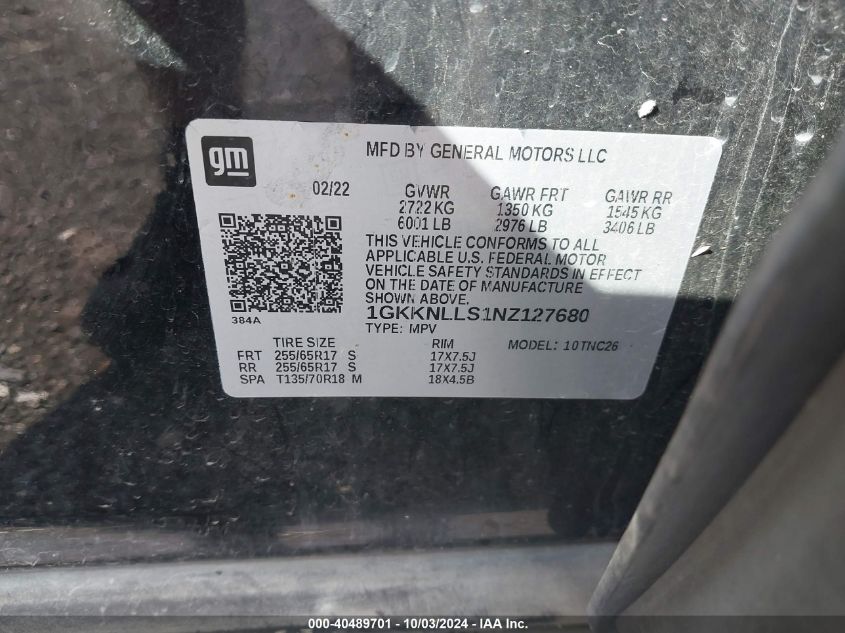 gm
MFD BY GENERAL MOTORS LLC
02/22 GVWR GAWR FRT GAWR RR
2722 KG 1350 KG 1545 KG
6001 LB 2976 LB 3406 LB
THIS VEHICLE CONFORMS TO ALL
APPLICABLE U.S. FEDERAL MOTOR
VEHICLE SAFETY STANDARDS IN EFFECT
ON THE DATE OF MANUFACTURE
SHOWN ABOVE.
384A
1GKKNLLS1NZ127680
TYPE: MPV
TIRE SIZE RIM MODEL: 10TNC26
FRT 255/65R17 S 17X7.5J
RR 255/65R17 S 17X7.5J
SPA T135/70R18 M 18X4.5B
000-40489701 - 10/03/2024 - IAA Inc.